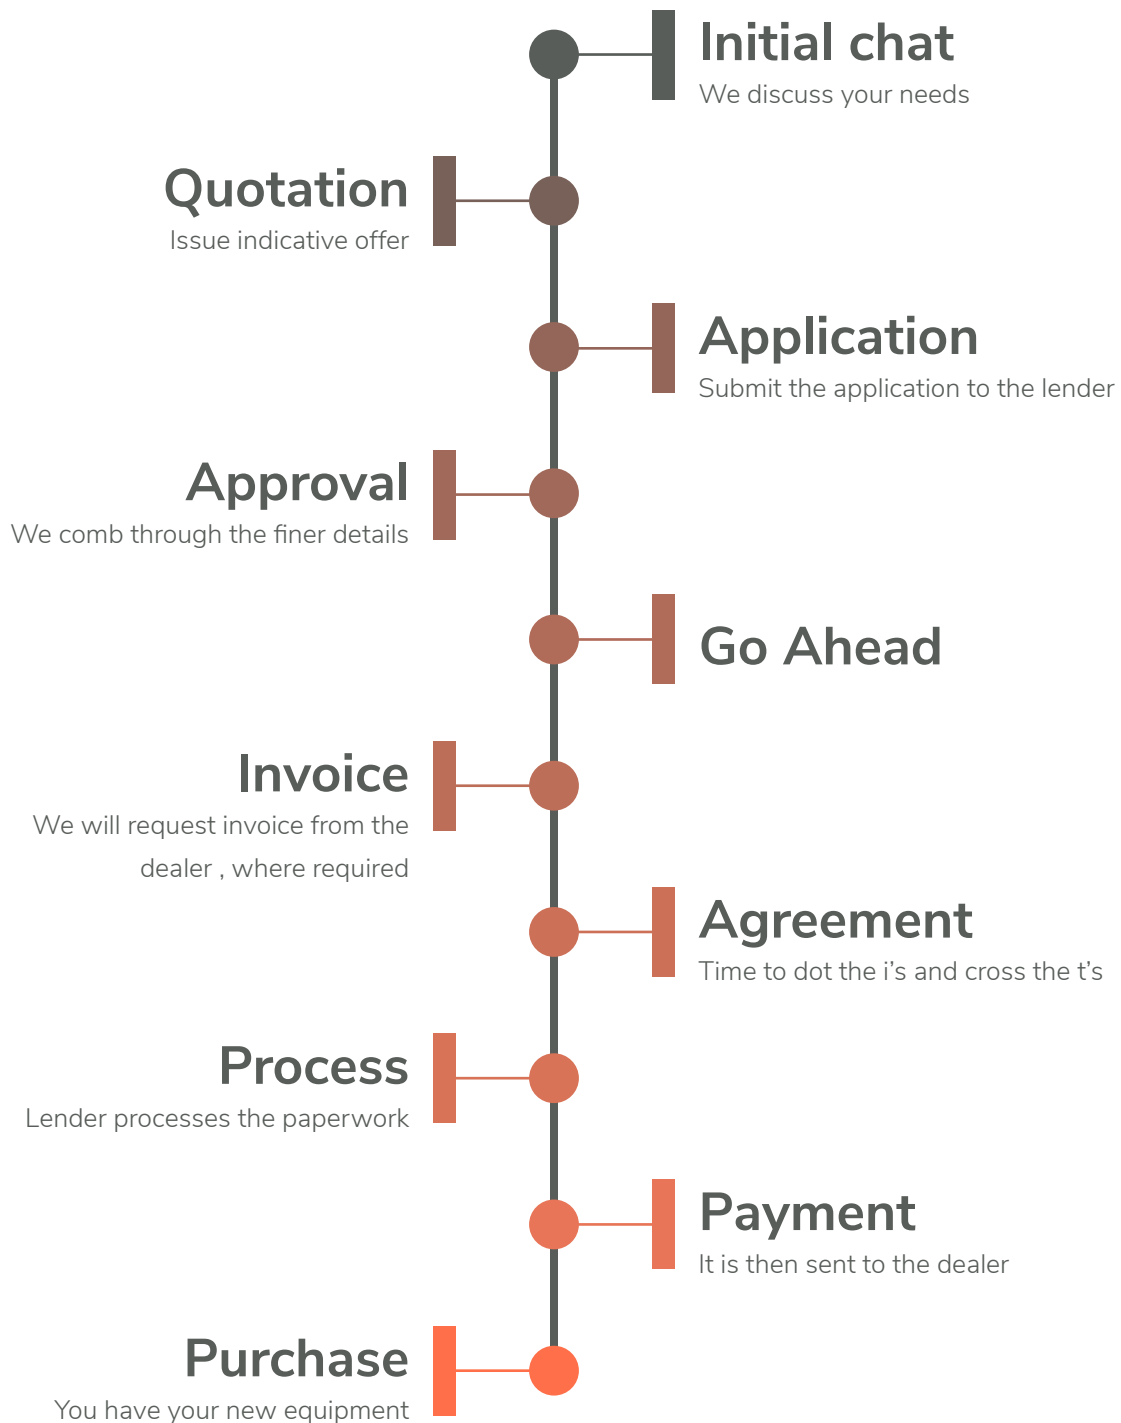 Initial chat
We discuss your needs
Quotation
Issue indicative offer
Application
Submit the application to the lender
Approval
We comb through the finer details
Go Ahead
Invoice
We will request invoice from the
dealer , where required
Agreement
Time to dot the i’s and cross the t’s
Process
Lender processes the paperwork
Payment
It is then sent to the dealer
Purchase
You have your new equipment